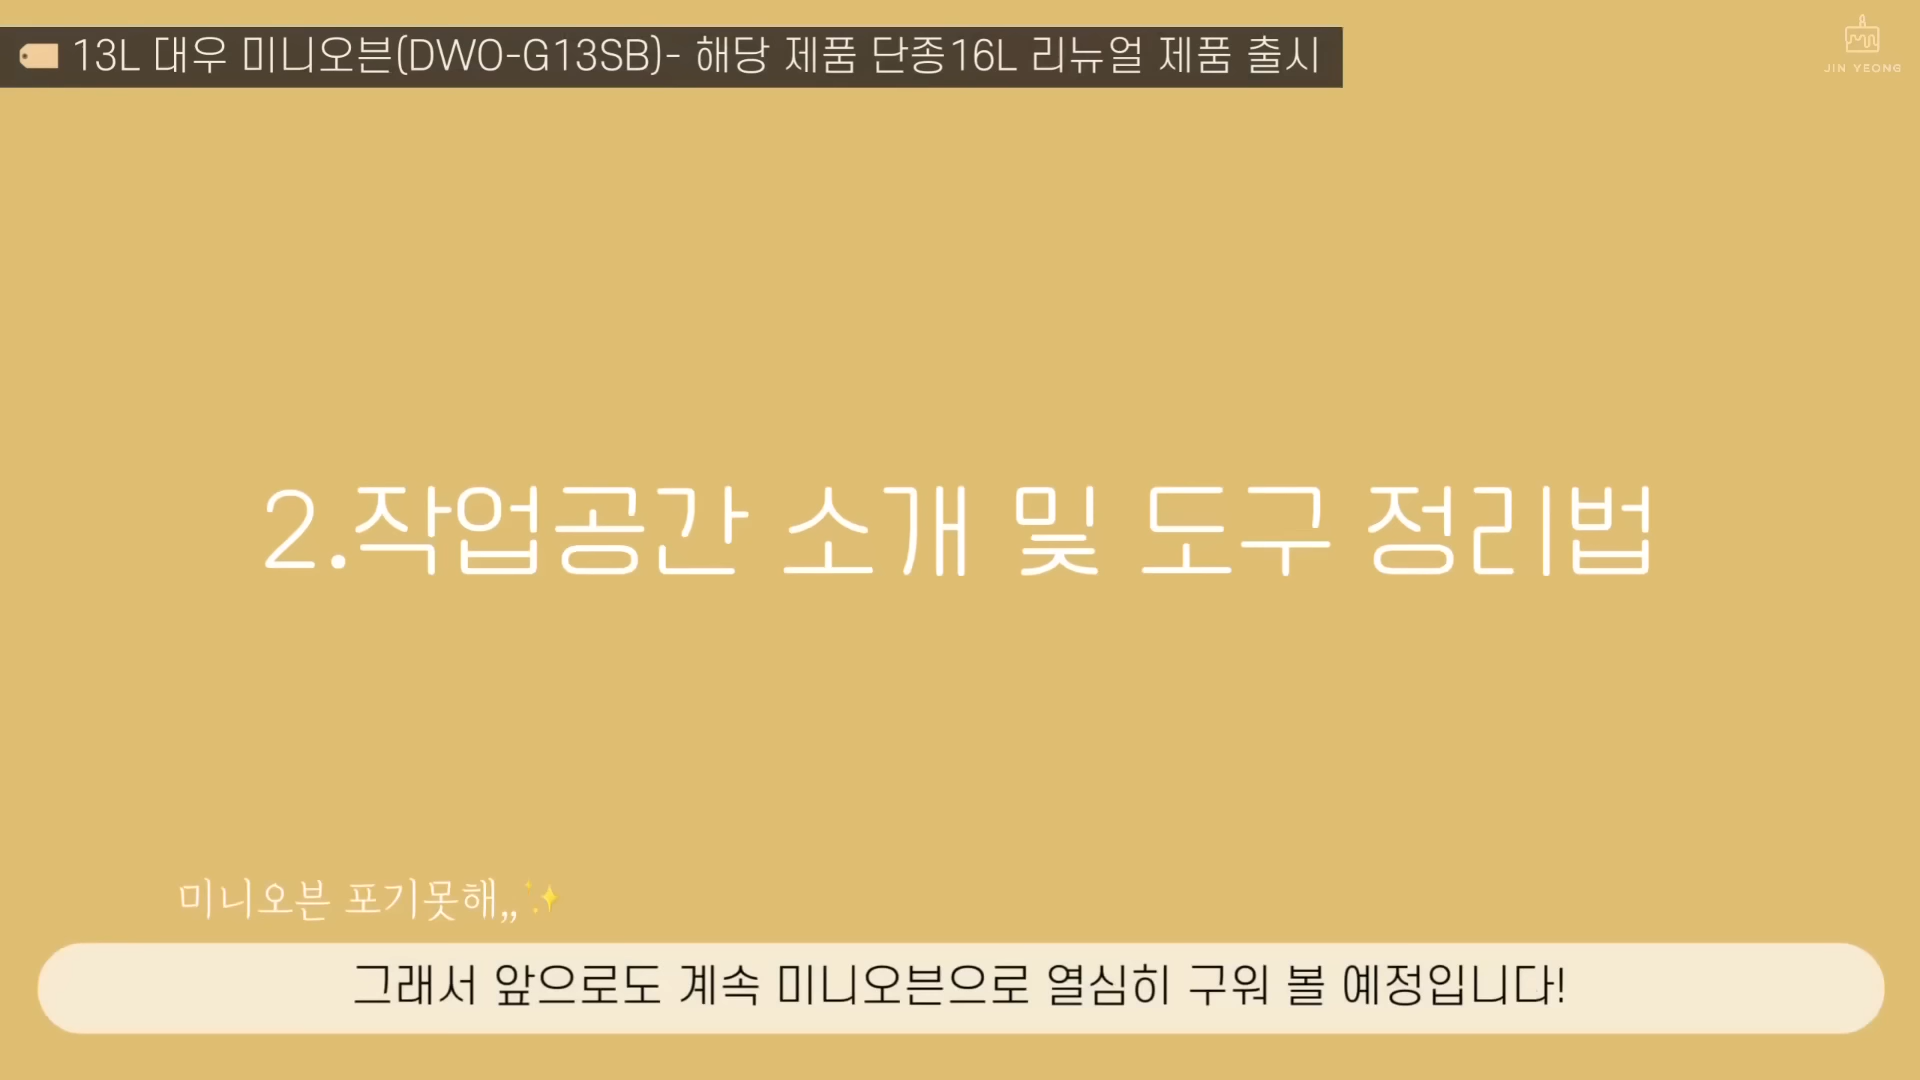 13L 대우 미니오븐(DWO-G13SB)- 해당 제품 단종16L 리뉴얼 제품 출시
JIN YEONG
2.작업공간 소개 및 도구 정리법
미니오븐 포기못해,,✨
그래서 앞으로도 계속 미니오븐으로 열심히 구워 볼 예정입니다!